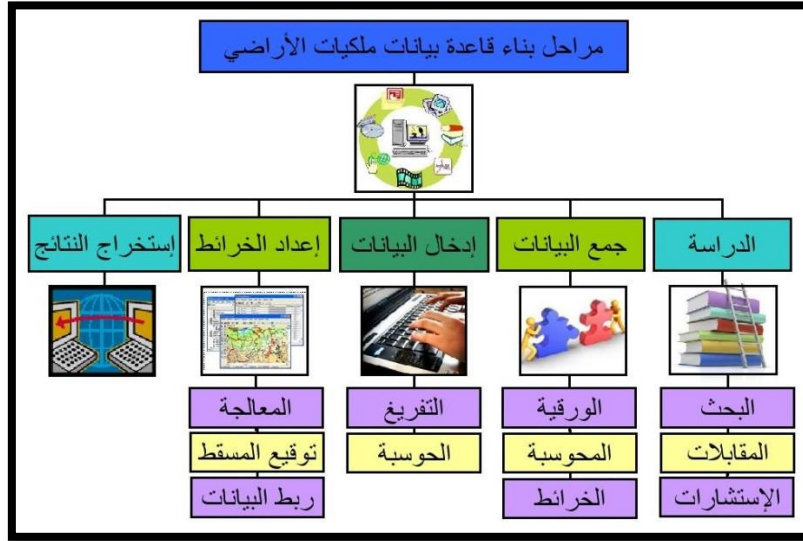 مراحل بناء قاعدة بيانات ملكيات الأراضي
الدراسة
جمع البيانات
إدخال البيانات
إعداد الخرائط
إستخراج النتائج
البحث
المقابلات
الإستشارات
الورقية
المحوسبة
الخرائط
التفريغ
الحوسبة
المعالجة
توقيع المسقط
ربط البيانات